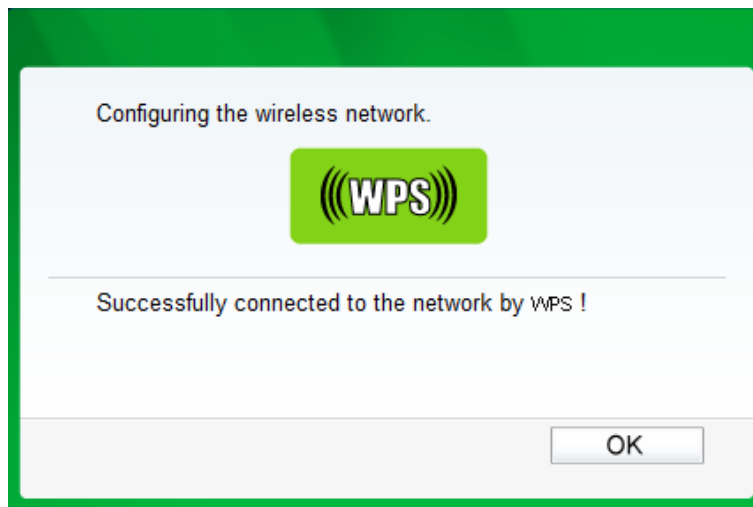 Configuring the wireless network.
(((WPS)))
Successfully connected to the network by WPS !
OK